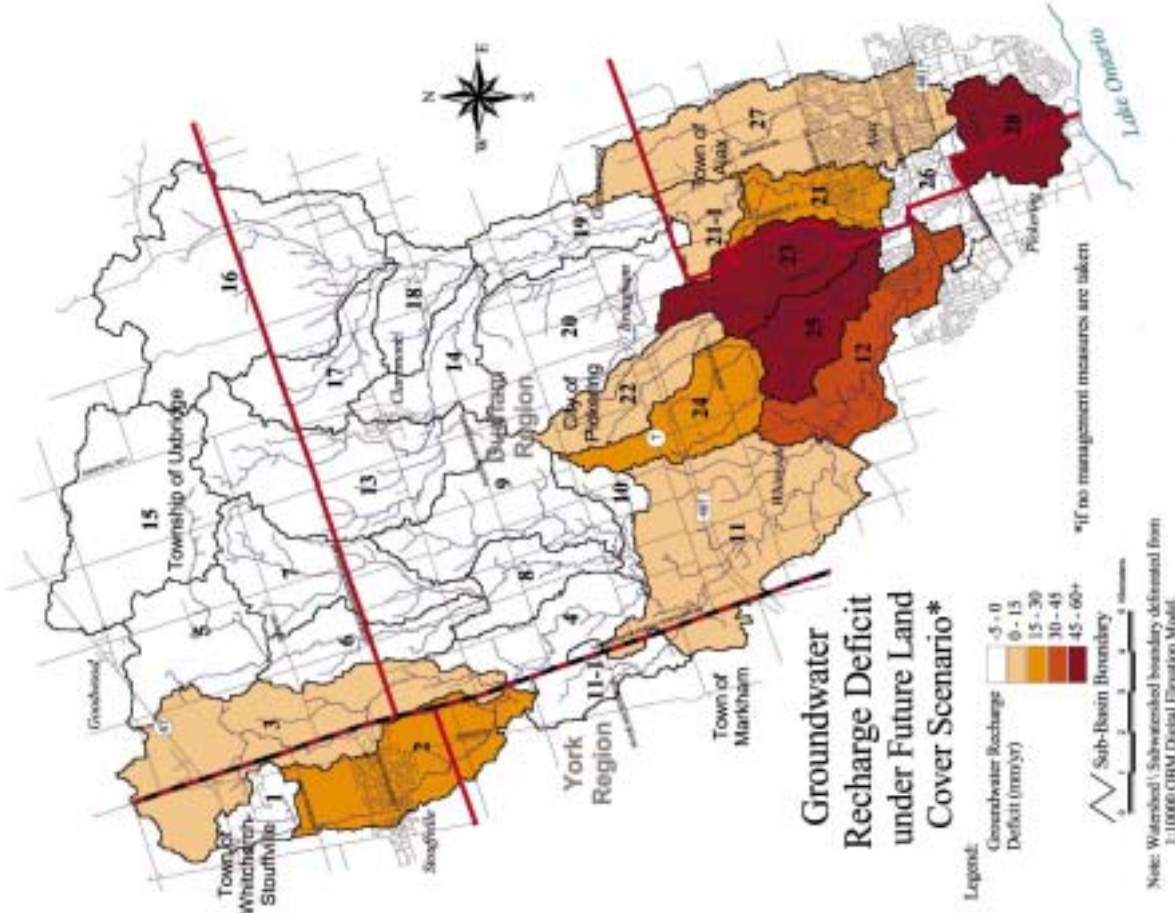 Groundwater
Recharge Deficit
under Future Land
Cover Scenario*
Legend:
Groundwater Recharge
Deficit (mm/yr)
-5 - 0
0 - 15
15 - 30
30 - 45
45 - 60+
Sub-Basin Boundary
0 1 2 3 4
*if no management measures are taken
Note: Watershed \ Subwatershed boundary delineated from
N
E
S
W
Goodwood
Township of Uxbridge
Town of
Whitchurch-
Stouffville
Stouffville
York
Region
Town of
Markham
Durham
Region
City of
Pickering
Claremont
Brougham
Town of
Ajax
Ajax
Pickering
Lake Ontario
1
2
3
4
5
6
7
8
9
10
11
11-1
12
13
14
15
16
17
18
19
20
21-1
21
22
23
24
25
26
27
28
7